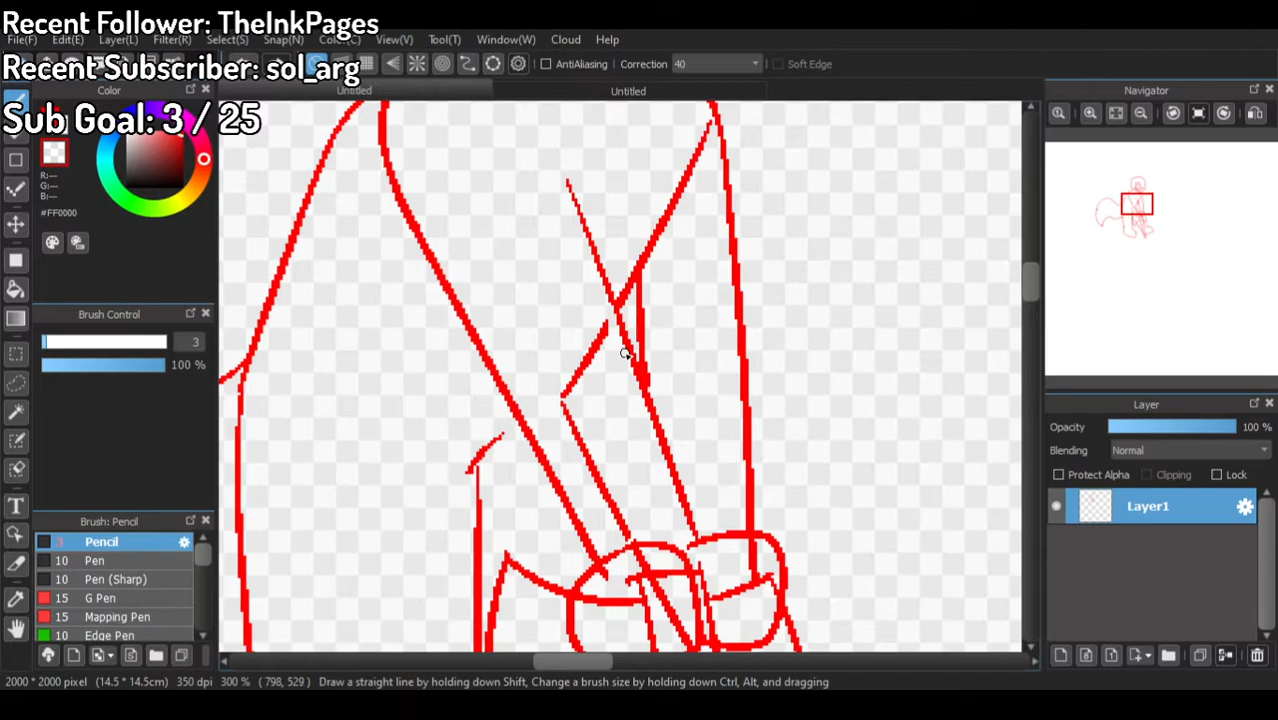 Recent Follower: TheInkPages
File(F) Edit(E) Layer(L) Filter(R) Select(S) Snap(N) Color(C) View(V) Tool(T) Window(W) Cloud Help
Recent Subscriber: sol_arg
AntiAliasing Correction 40 Soft Edge
Color Untitled Untitled Navigator
Sub Goal: 3 / 25
R:---
G:---
B:---
#FF0000
Brush Control
3
100 %
Layer
Opacity 100 %
Blending Normal
Protect Alpha Clipping Lock
Layer1
T
Brush: Pencil
3 Pencil
10 Pen
10 Pen (Sharp)
15 G Pen
15 Mapping Pen
10 Edge Pen
2000 * 2000 pixel (14.5 * 14.5cm) 350 dpi 300 % ( 798, 529 ) Draw a straight line by holding down Shift, Change a brush size by holding down Ctrl, Alt, and dragging